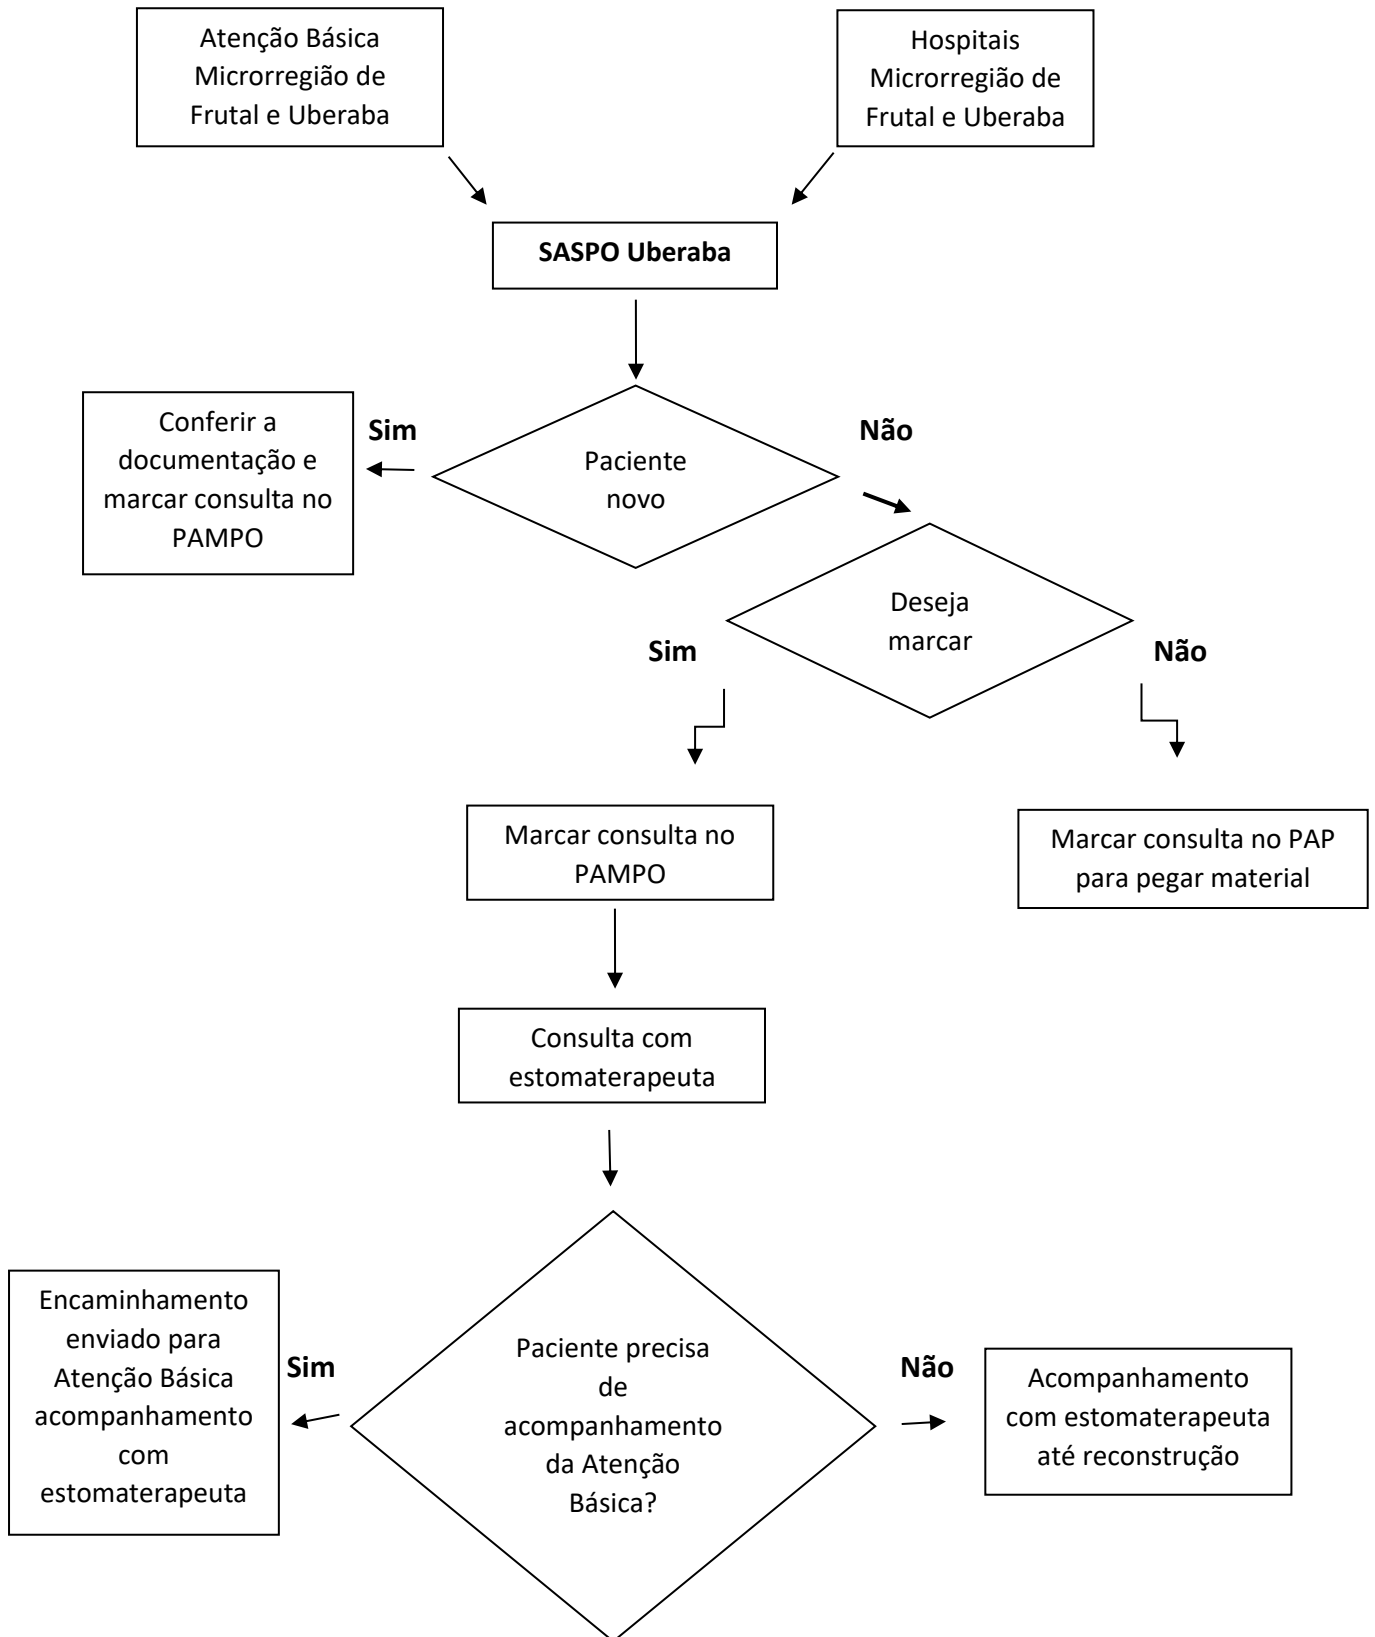 Atenção Básica
Microrregião de
Frutal e Uberaba
Hospitais
Microrregião de
Frutal e Uberaba
SASPO Uberaba
Conferir a
documentação e
marcar consulta no
PAMPO
Sim
Paciente
novo
Não
Deseja
marcar
Sim
Não
Marcar consulta no
PAMPO
Marcar consulta no PAP
para pegar material
Consulta com
estomaterapeuta
Encaminhamento
enviado para
Atenção Básica
acompanhamento
com
estomaterapeuta
Sim
Paciente precisa
de
acompanhamento
da Atenção
Básica?
Não
Acompanhamento
com estomaterapeuta
até reconstrução